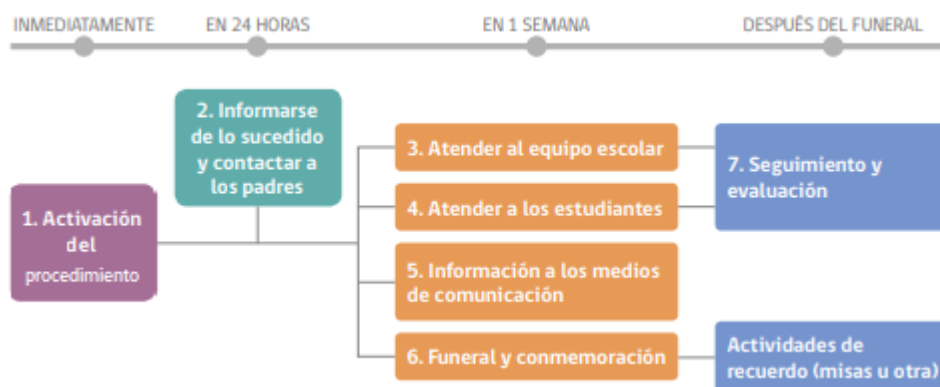 INMEDIATAMENTE
EN 24 HORAS
EN 1 SEMANA
DESPUÉS DEL FUNERAL
1. Activación
del
procedimiento
2. Informarse
de lo sucedido
y contactar a
los padres
3. Atender al equipo escolar
4. Atender a los estudiantes
5. Información a los medios
de comunicación
6. Funeral y conmemoración
7. Seguimiento y
evaluación
Actividades de
recuerdo (misas u otra)